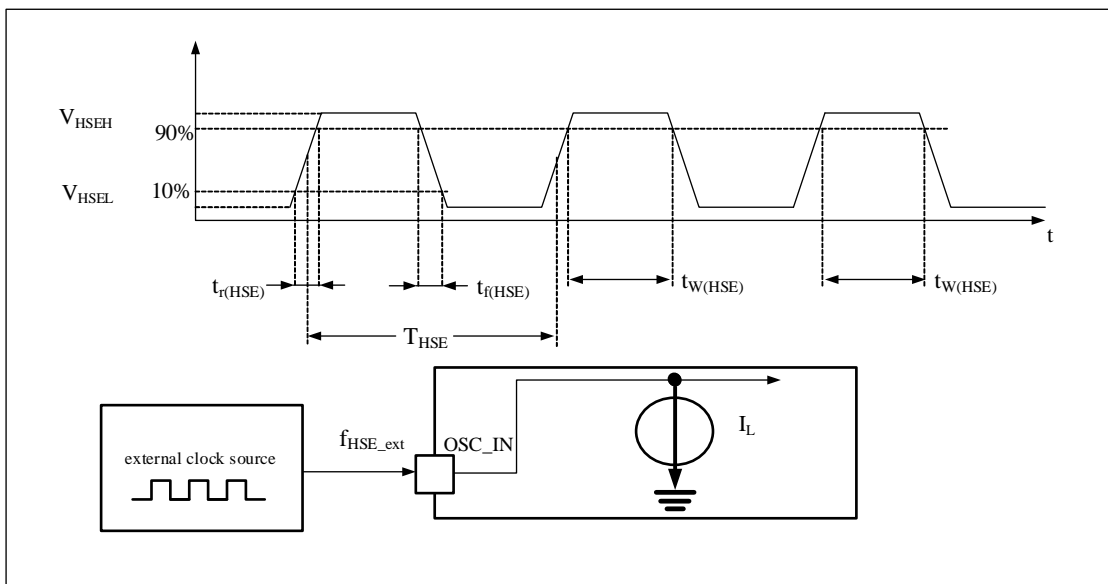 V_HSEH
90%
V_HSEL
10%
t
t_r(HSE)
t_f(HSE)
t_W(HSE)
t_W(HSE)
T_HSE
external clock source
f_HSE_ext
OSC_IN
I_L